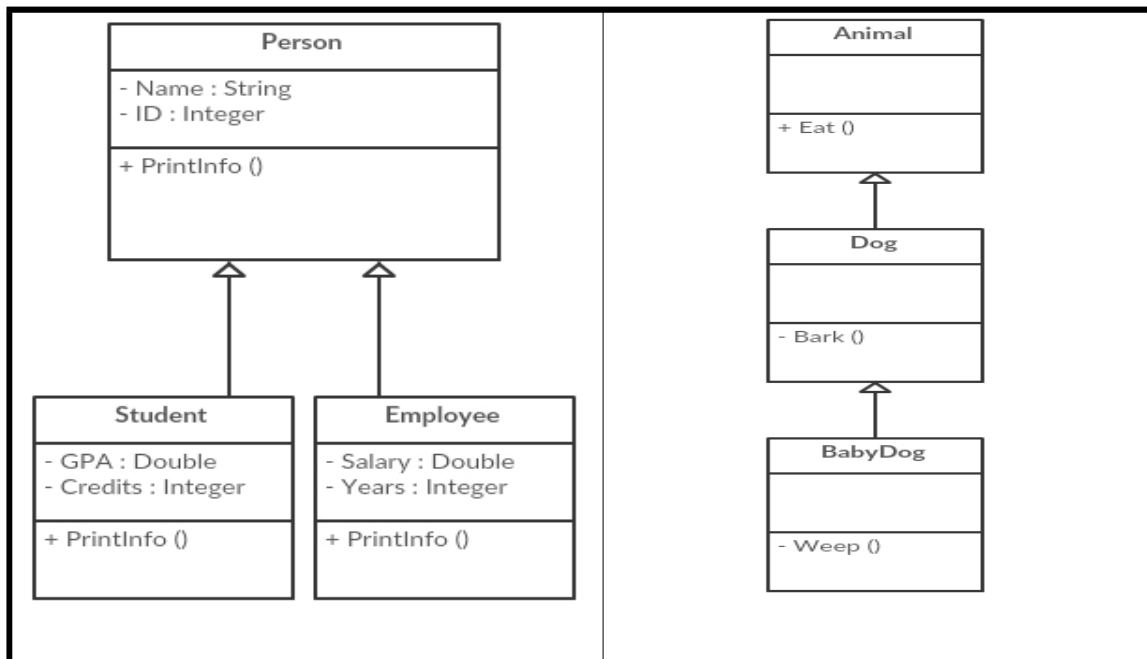 Person
- Name : String
- ID : Integer
+ PrintInfo ()
Student
- GPA : Double
- Credits : Integer
+ PrintInfo ()
Employee
- Salary : Double
- Years : Integer
+ PrintInfo ()
Animal
+ Eat ()
Dog
- Bark ()
BabyDog
- Weep ()